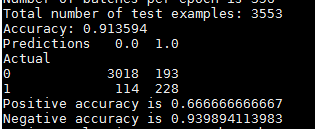 Number of batches per epoch is 556
Total number of test examples: 3553
Accuracy: 0.913594
Predictions 0.0 1.0
Actual
0 3018 193
1 114 228
Positive accuracy is 0.666666666667
Negative accuracy is 0.939894113983